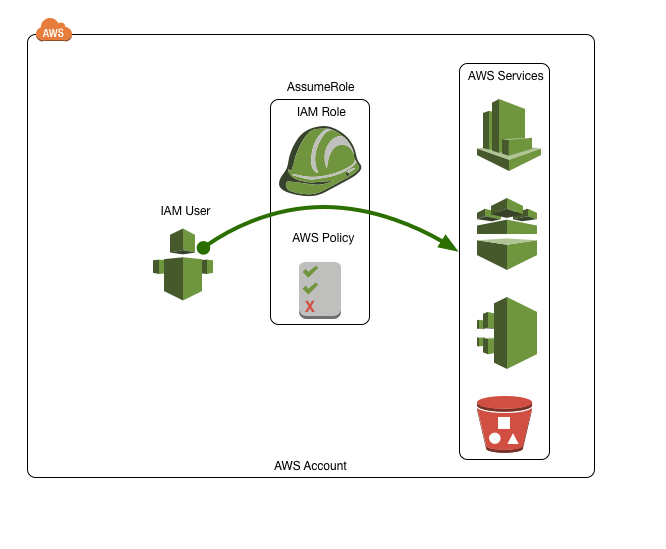 AWS
AWS Services
AssumeRole
IAM Role
IAM User
AWS Policy
X
AWS Account